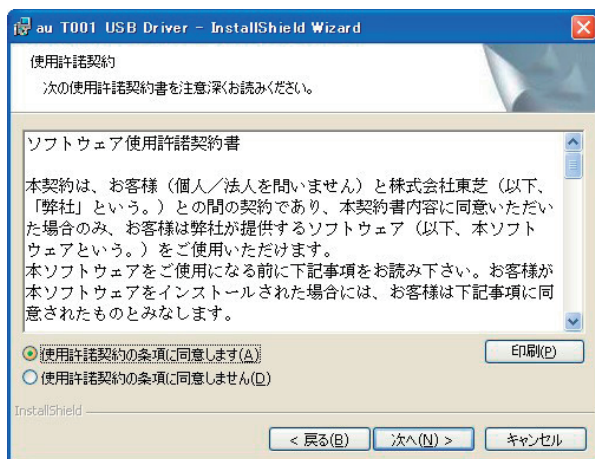 au T001 USB Driver - InstallShield Wizard
使用許諾契約
次の使用許諾契約書を注意深くお読みください。
ソフトウェア使用許諾契約書
本契約は、お客様（個人／法人を問いません）と株式会社東芝（以下、
「弊社」という。）との間の契約であり、本契約書内容に同意いただい
た場合のみ、お客様は弊社が提供するソフトウェア（以下、本ソフト
ウェアという。）をご使用いただけます。
本ソフトウェアをご使用になる前に下記事項をお読み下さい。お客様が
本ソフトウェアをインストールされた場合には、お客様は下記事項に同
意されたものとみなします。
使用許諾契約の条項に同意します(A)
印刷(P)
使用許諾契約の条項に同意しません(D)
InstallShield
< 戻る(B)
次へ(N) >
キャンセル